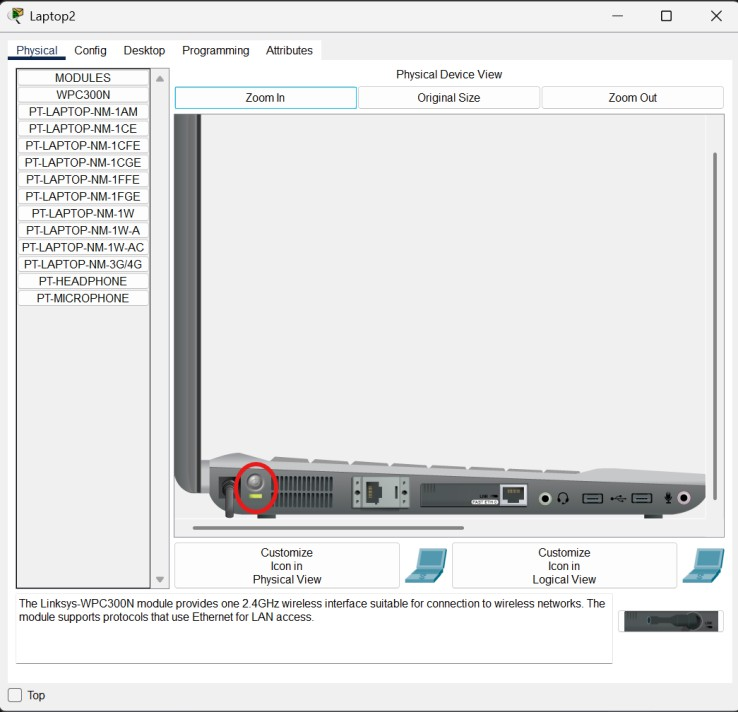 Laptop2
Physical Config Desktop Programming Attributes
MODULES
WPC300N
PT-LAPTOP-NM-1AM
PT-LAPTOP-NM-1CE
PT-LAPTOP-NM-1CFE
PT-LAPTOP-NM-1CGE
PT-LAPTOP-NM-1FFE
PT-LAPTOP-NM-1FGE
PT-LAPTOP-NM-1W
PT-LAPTOP-NM-1W-A
PT-LAPTOP-NM-1W-AC
PT-LAPTOP-NM-3G/4G
PT-HEADPHONE
PT-MICROPHONE
Physical Device View
Zoom In Original Size Zoom Out
Customize
Icon in
Physical View
Customize
Icon in
Logical View
The Linksys-WPC300N module provides one 2.4GHz wireless interface suitable for connection to wireless networks. The
module supports protocols that use Ethernet for LAN access.
Top